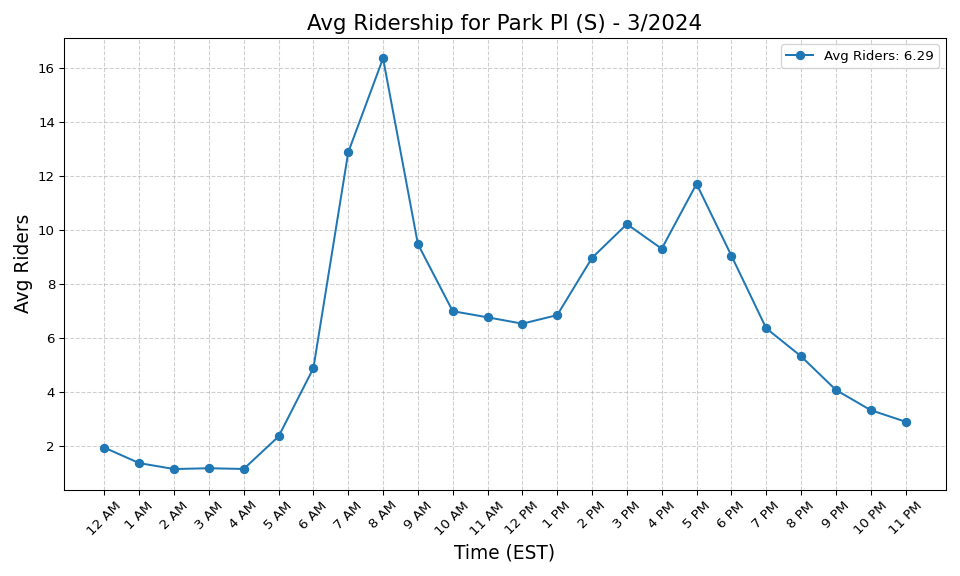 Avg Ridership for Park Pl (S) - 3/2024
Avg Riders: 6.29
Avg Riders
16
14
12
10
8
6
4
2
12 AM
1 AM
2 AM
3 AM
4 AM
5 AM
6 AM
7 AM
8 AM
9 AM
10 AM
11 AM
12 PM
1 PM
2 PM
3 PM
4 PM
5 PM
6 PM
7 PM
8 PM
9 PM
10 PM
11 PM
Time (EST)